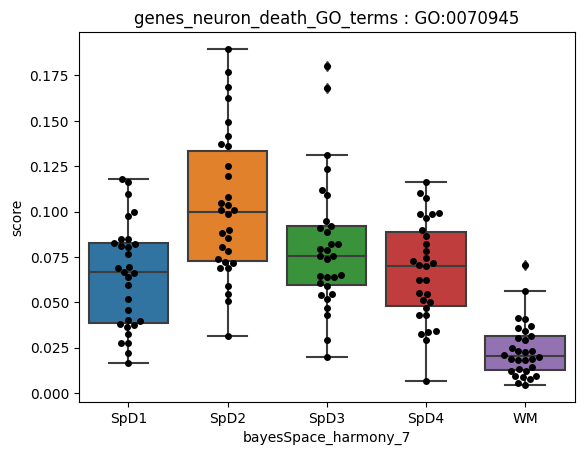 genes_neuron_death_GO_terms : GO:0070945
0.175
0.150
0.125
0.100
0.075
0.050
0.025
0.000
score
SpD1 SpD2 SpD3 SpD4 WM
bayesSpace_harmony_7